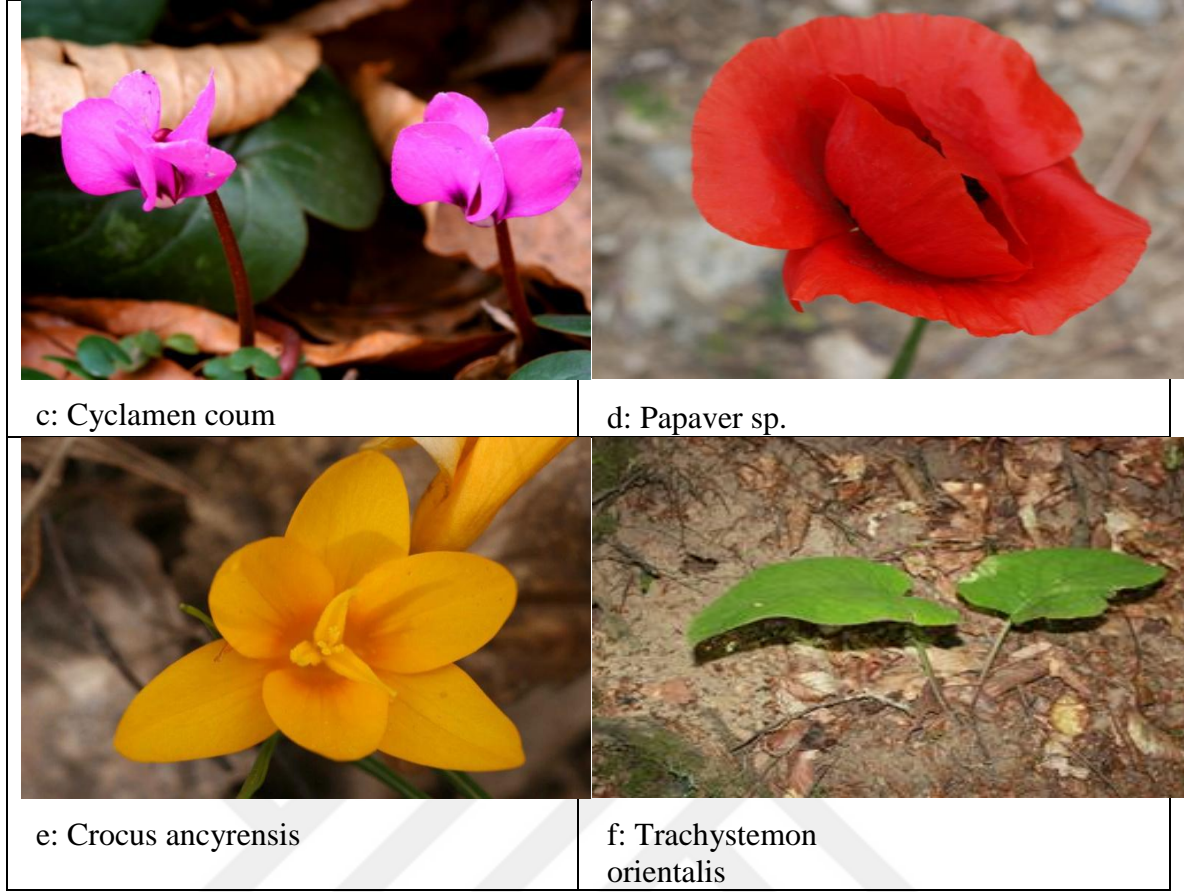 c: Cyclamen coum
d: Papaver sp.
e: Crocus ancyrensis
f: Trachystemon
orientalis